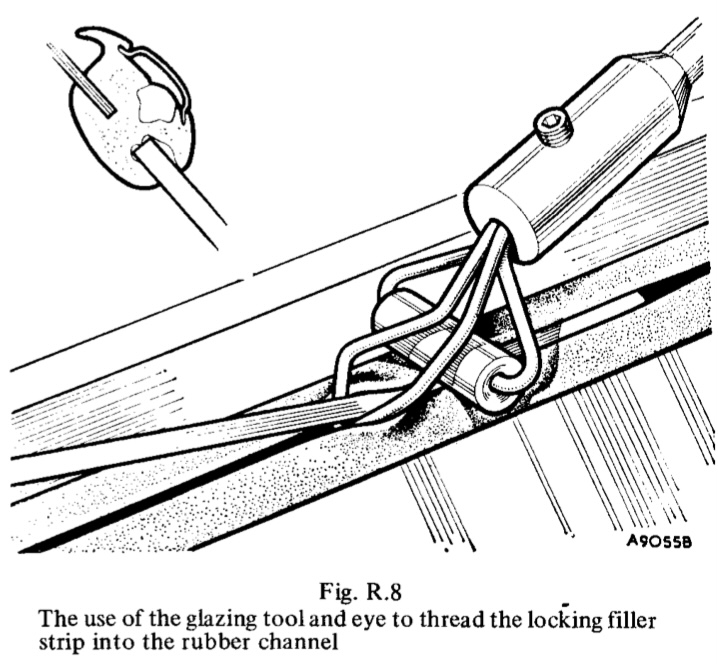 A9055B
Fig. R.8
The use of the glazing tool and eye to thread the locking filler
strip into the rubber channel